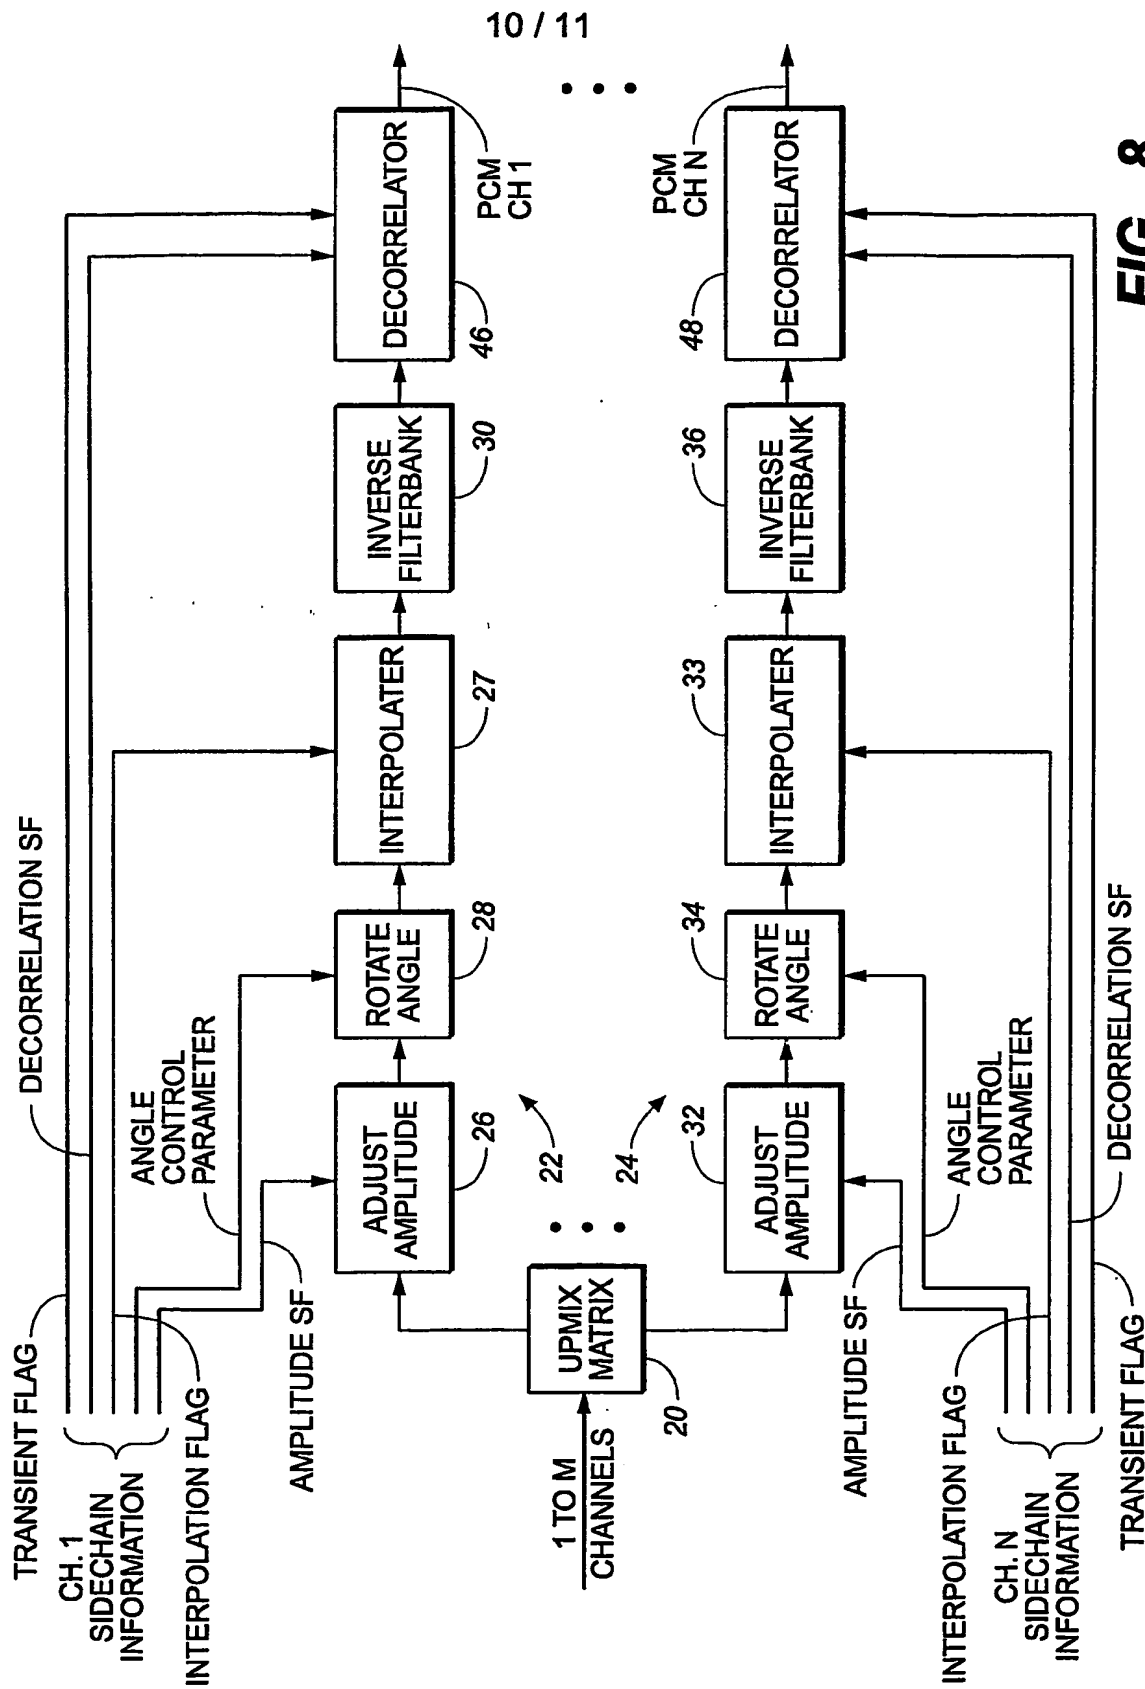 10 / 11
TRANSIENT FLAG
CH. 1
SIDECHAIN
INFORMATION
INTERPOLATION FLAG
AMPLITUDE SF
DECORRELATION SF
ANGLE
CONTROL
PARAMETER
ADJUST
AMPLITUDE
26
ROTATE
ANGLE
28
INTERPOLATER
27
INVERSE
FILTERBANK
30
DECORRELATOR
46
PCM
CH 1
1 TO M
CHANNELS
UPMIX
MATRIX
20
22
24
ADJUST
AMPLITUDE
32
ROTATE
ANGLE
34
INTERPOLATER
33
INVERSE
FILTERBANK
36
DECORRELATOR
48
PCM
CH N
AMPLITUDE SF
INTERPOLATION FLAG
CH. N
SIDECHAIN
INFORMATION
TRANSIENT FLAG
ANGLE
CONTROL
PARAMETER
DECORRELATION SF
FIG. 8